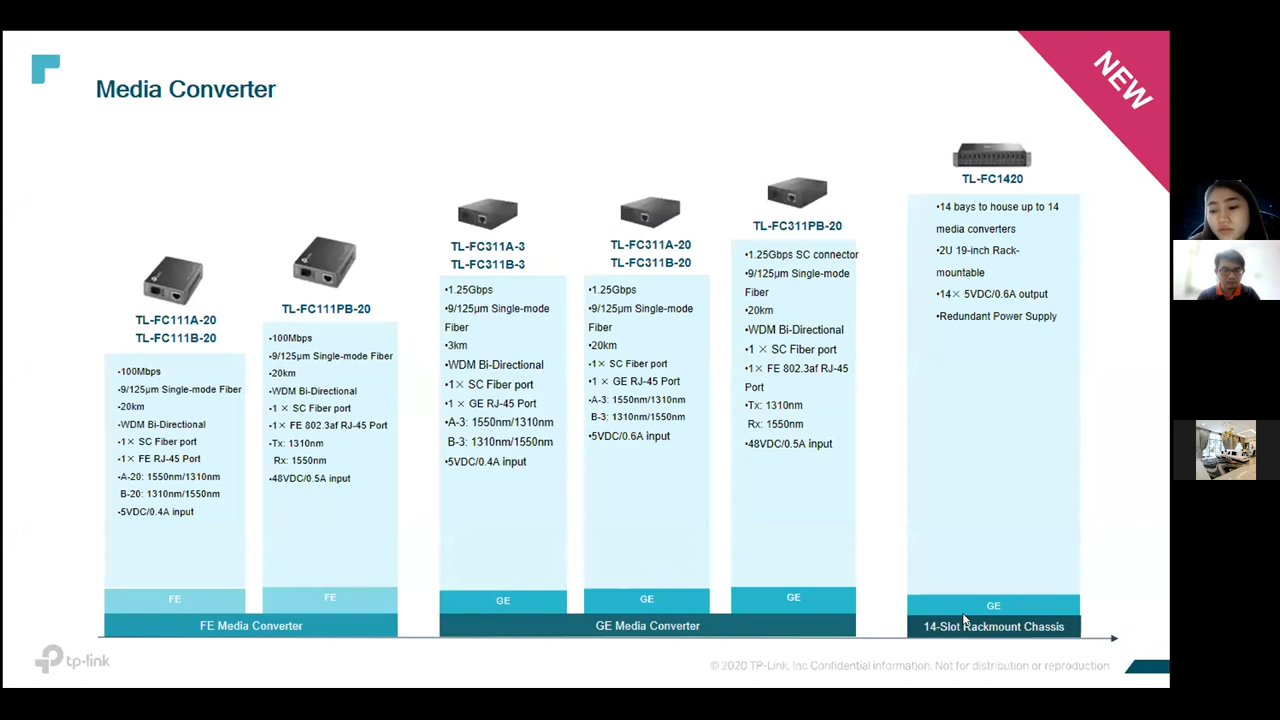 Media Converter
NEW
TL-FC111A-20
TL-FC111B-20
•100Mbps
•9/125μm Single-mode Fiber
•20km
•WDM Bi-Directional
•1× SC Fiber port
•1× FE RJ-45 Port
•A-20: 1550nm/1310nm
B-20: 1310nm/1550nm
•5VDC/0.4A input
FE
TL-FC111PB-20
•100Mbps
•9/125μm Single-mode Fiber
•20km
•WDM Bi-Directional
•1 × SC Fiber port
•1× FE 802.3af RJ-45 Port
•Tx: 1310nm
Rx: 1550nm
•48VDC/0.5A input
FE
FE Media Converter
TL-FC311A-3
TL-FC311B-3
•1.25Gbps
•9/125μm Single-mode
Fiber
•3km
•WDM Bi-Directional
•1× SC Fiber port
•1× GE RJ-45 Port
•A-3: 1550nm/1310nm
B-3: 1310nm/1550nm
•5VDC/0.4A input
GE
TL-FC311A-20
TL-FC311B-20
•1.25Gbps
•9/125μm Single-mode
Fiber
•20km
•1× SC Fiber port
•1 × GE RJ-45 Port
•A-3: 1550nm/1310nm
B-3: 1310nm/1550nm
•5VDC/0.6A input
GE
TL-FC311PB-20
•1.25Gbps SC connector
•9/125μm Single-mode
Fiber
•20km
•WDM Bi-Directional
•1 × SC Fiber port
•1× FE 802.3af RJ-45
Port
•Tx: 1310nm
Rx: 1550nm
•48VDC/0.5A input
GE
GE Media Converter
TL-FC1420
•14 bays to house up to 14
media converters
•2U 19-inch Rack-
mountable
•14× 5VDC/0.6A output
•Redundant Power Supply
GE
14-Slot Rackmount Chassis
tp-link
© 2020 TP-Link, Inc Confidential information. Not for distribution or reproduction